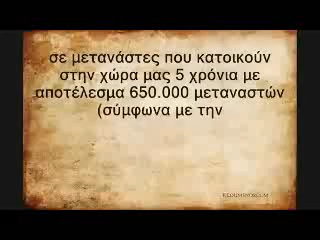 σε μετανάστες που κατοικούν
στην χώρα μας 5 χρόνια με
αποτέλεσμα 650.000 μεταναστών
(σύμφωνα με την